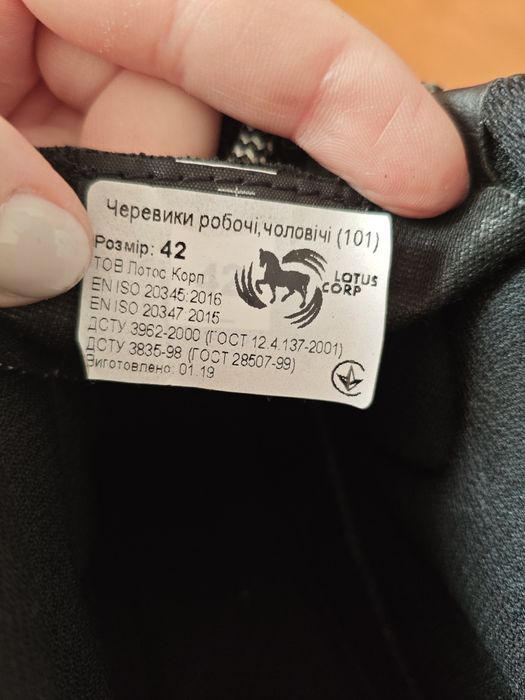 Черевики робочі,чоловічі (101)
Розмір: 42
ТОВ Лотос Корп
LOTUS
CORP
EN ISO 20345:2016
EN ISO 20347 2015
ДСТУ 3962-2000 (ГОСТ 12.4.137-2001)
ДСТУ 3835-98 (ГОСТ 28507-99)
Виготовлено: 01.19